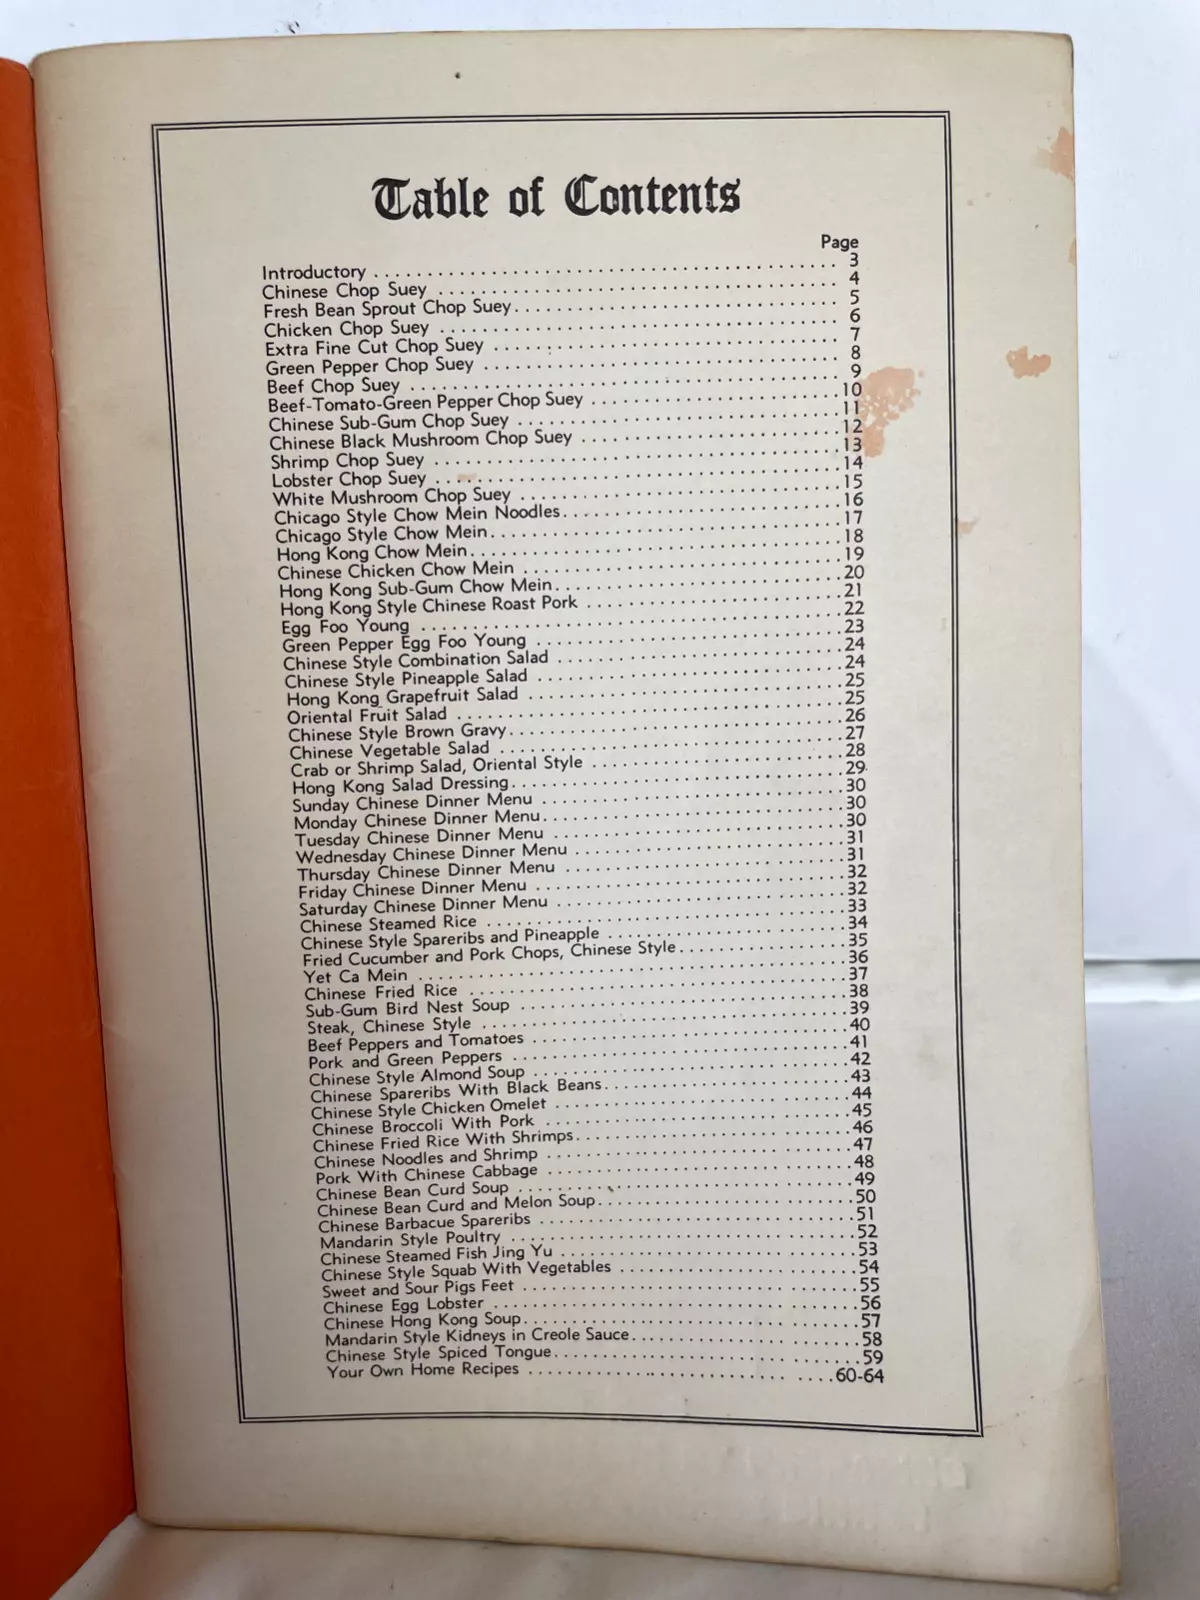 Table of Contents
Page
Introductory 3
Chinese Chop Suey 4
Fresh Bean Sprout Chop Suey 5
Chicken Chop Suey 6
Extra Fine Cut Chop Suey 7
Green Pepper Chop Suey 8
Beef Chop Suey 9
Beef-Tomato-Green Pepper Chop Suey 10
Chinese Sub-Gum Chop Suey 11
Chinese Black Mushroom Chop Suey 12
Shrimp Chop Suey 13
Lobster Chop Suey 14
White Mushroom Chop Suey 15
Chicago Style Chow Mein Noodles 16
Chicago Style Chow Mein 17
Hong Kong Chow Mein 18
Chinese Chicken Chow Mein 19
Hong Kong Sub-Gum Chow Mein 20
Hong Kong Style Chinese Roast Pork 21
Egg Foo Young 22
Green Pepper Egg Foo Young 23
Chinese Style Combination Salad 24
Chinese Style Pineapple Salad 24
Hong Kong Grapefruit Salad 25
Oriental Fruit Salad 25
Chinese Style Brown Gravy 26
Chinese Vegetable Salad 27
Crab or Shrimp Salad, Oriental Style 28
Hong Kong Salad Dressing 29
Sunday Chinese Dinner Menu 30
Monday Chinese Dinner Menu 30
Tuesday Chinese Dinner Menu 30
Wednesday Chinese Dinner Menu 31
Thursday Chinese Dinner Menu 31
Friday Chinese Dinner Menu 32
Saturday Chinese Dinner Menu 32
Chinese Steamed Rice 33
Chinese Style Spareribs and Pineapple 34
Fried Cucumber and Pork Chops, Chinese Style 35
Yet Ca Mein 36
Chinese Fried Rice 37
Sub-Gum Bird Nest Soup 38
Steak, Chinese Style 39
Beef Peppers and Tomatoes 40
Pork and Green Peppers 41
Chinese Style Almond Soup 42
Chinese Spareribs With Black Beans 43
Chinese Style Chicken Omelet 44
Chinese Broccoli With Pork 45
Chinese Fried Rice With Shrimps 46
Chinese Noodles and Shrimp 47
Pork With Chinese Cabbage 48
Chinese Bean Curd Soup 49
Chinese Bean Curd and Melon Soup 50
Chinese Barbacue Spareribs 51
Mandarin Style Poultry 52
Chinese Steamed Fish Jing Yu 53
Chinese Style Squab With Vegetables 54
Sweet and Sour Pigs Feet 55
Chinese Egg Lobster 56
Chinese Hong Kong Soup 57
Mandarin Style Kidneys in Creole Sauce 58
Chinese Style Spiced Tongue 59
Your Own Home Recipes 60-64